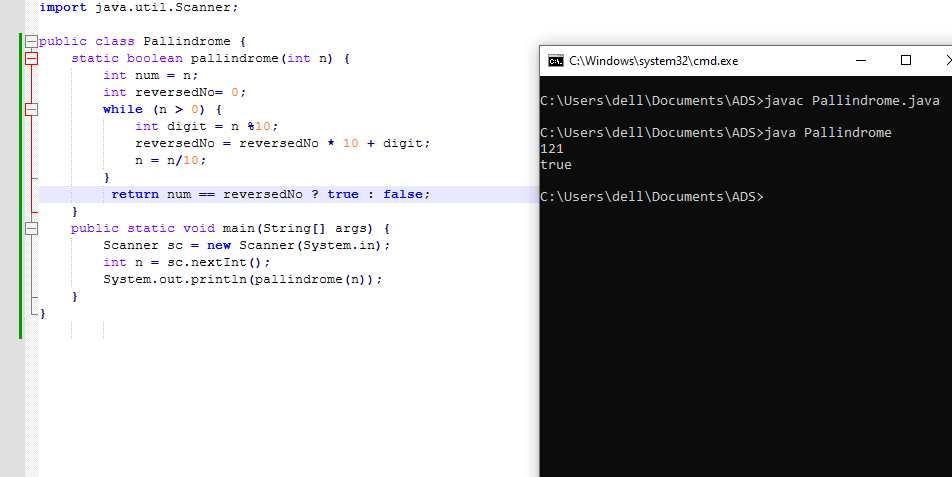 import java.util.Scanner;
public class Pallindrome {
static boolean pallindrome(int n) {
int num = n;
int reversedNo= 0;
while (n > 0) {
int digit = n %10;
reversedNo = reversedNo * 10 + digit;
n = n/10;
}
return num == reversedNo ? true : false;
}
public static void main(String[] args) {
Scanner sc = new Scanner(System.in);
int n = sc.nextInt();
System.out.println(pallindrome(n));
}
}
C:\Windows\system32\cmd.exe
C:\Users\dell\Documents\ADS>javac Pallindrome.java
C:\Users\dell\Documents\ADS>java Pallindrome
121
true
C:\Users\dell\Documents\ADS>